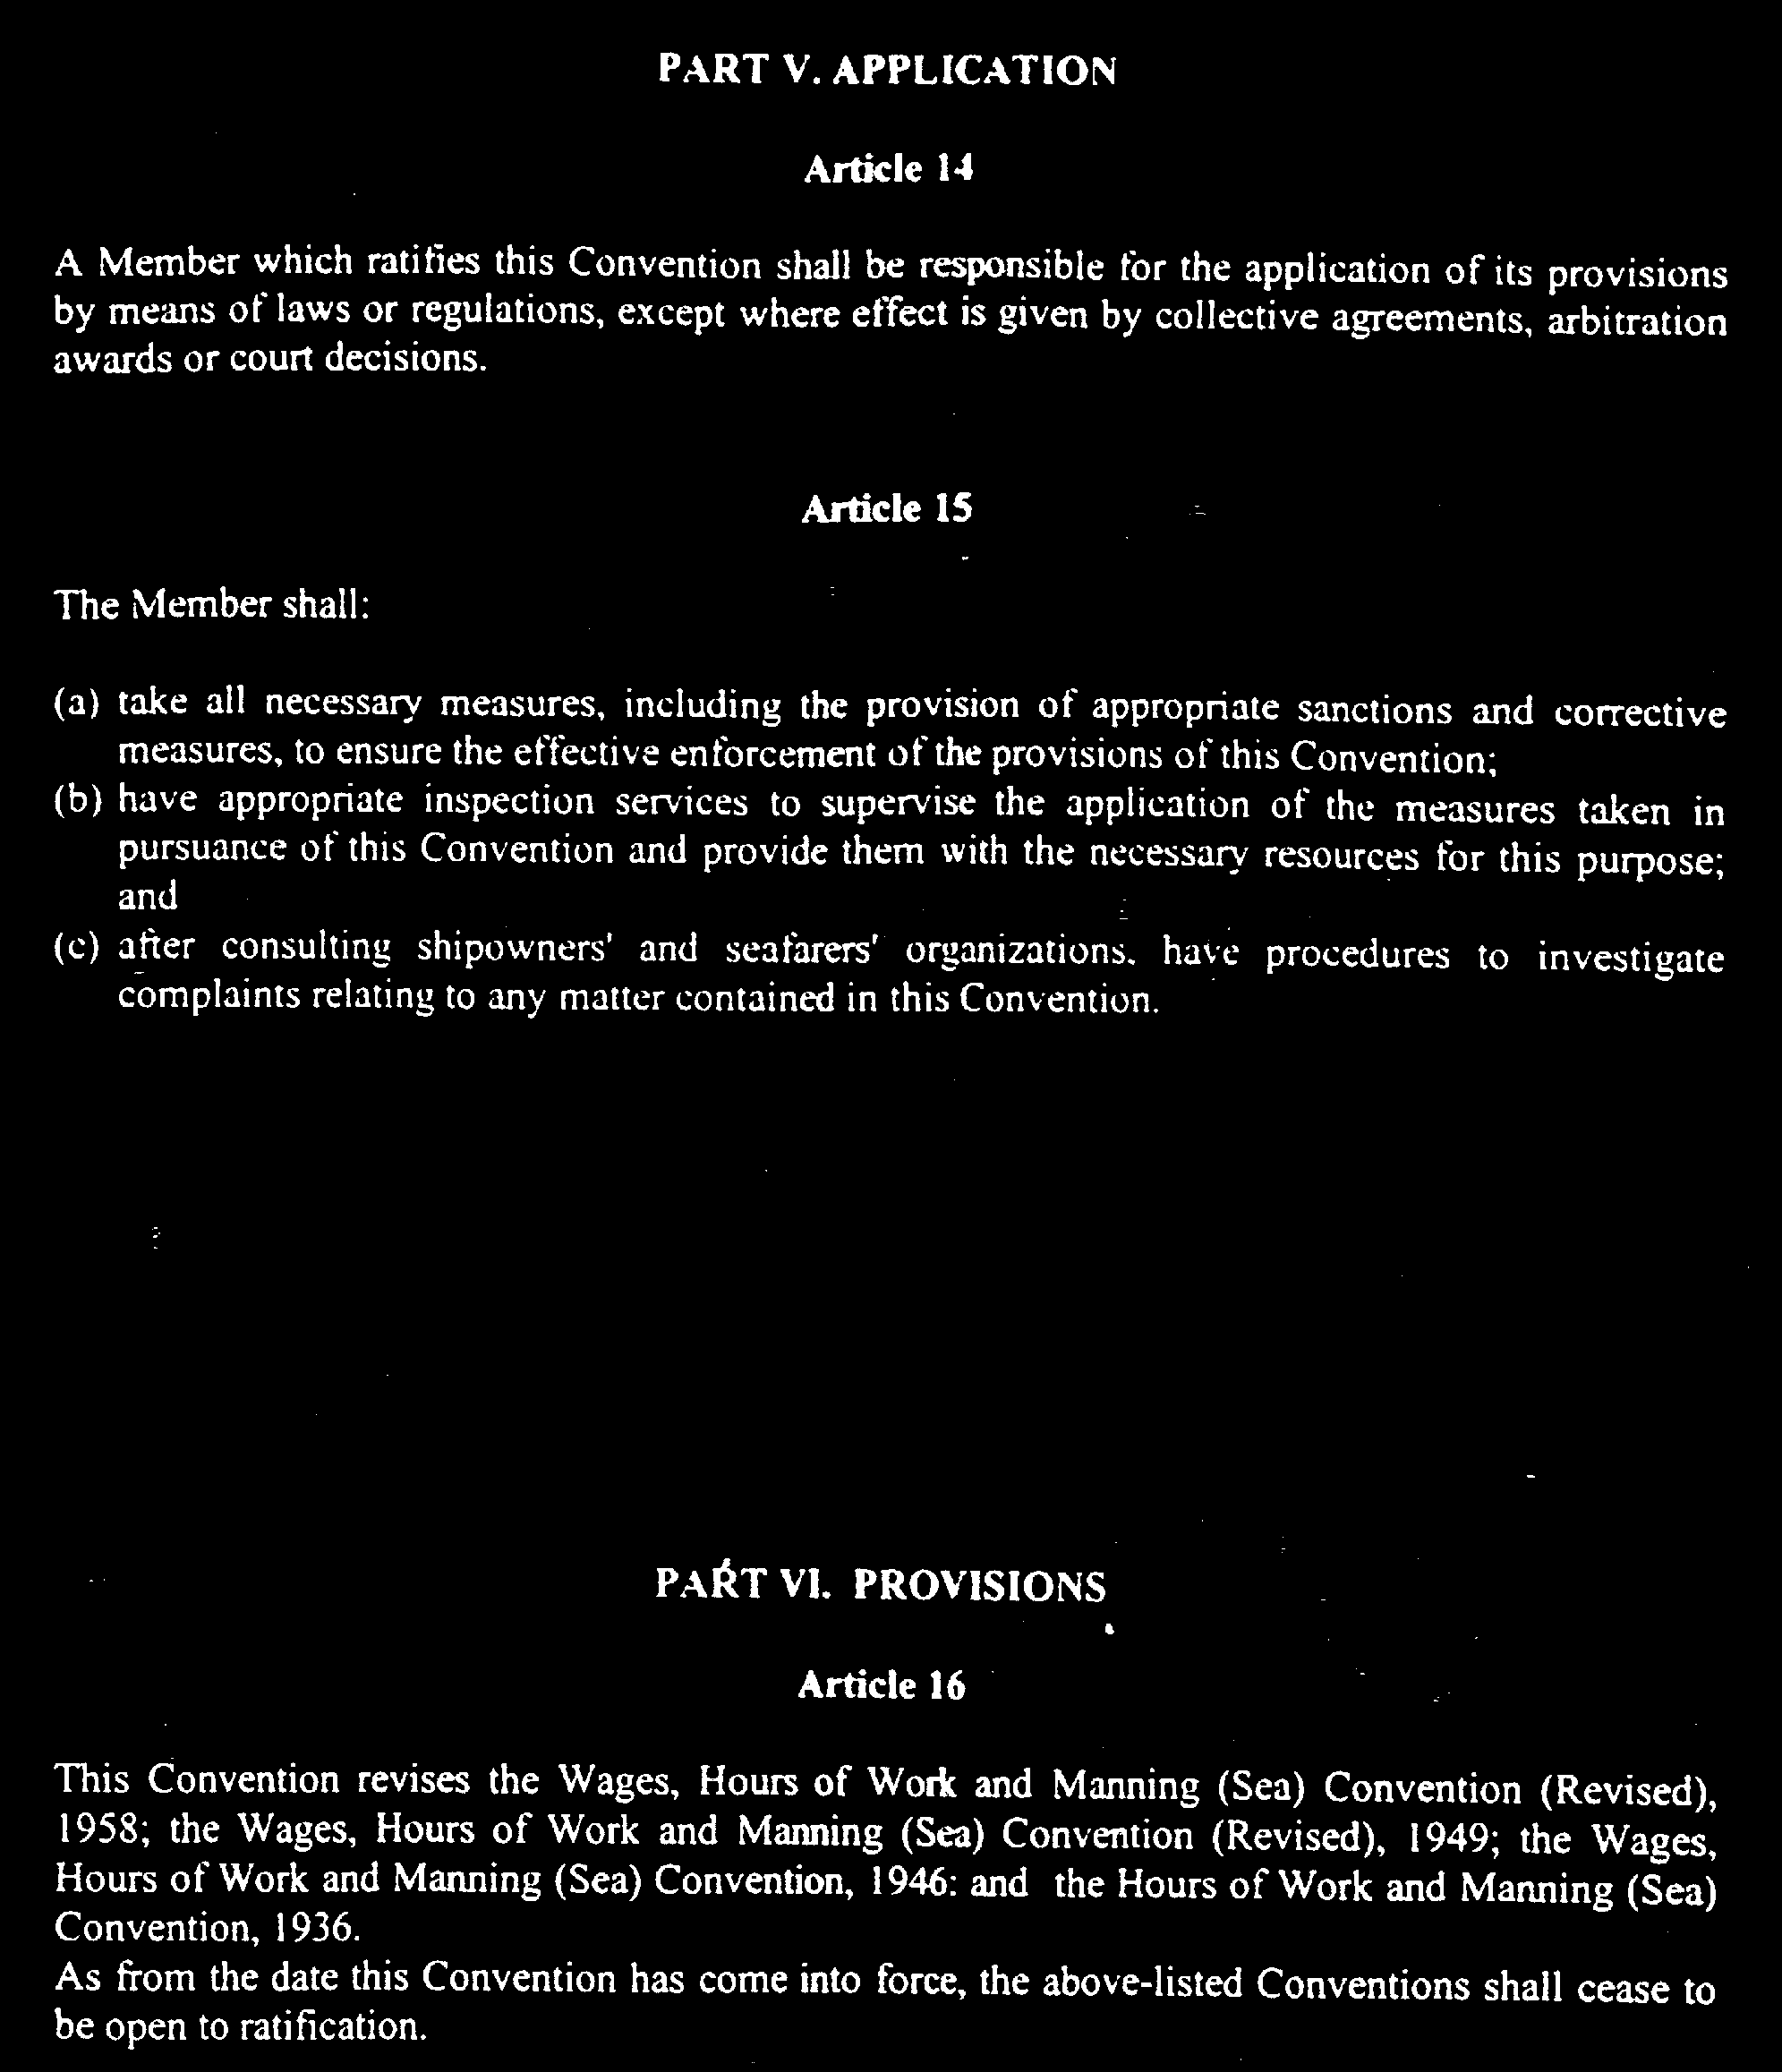 PART V. APPLICATION
Article 14
A Member which ratifies this Convention shall be responsible for the application of its provisions
by means of laws or regulations, except where effect is given by collective agreements, arbitration
awards or court decisions.
Article 15
The Member shall:
(a) take all necessary measures, including the provision of appropriate sanctions and corrective
measures, to ensure the effective enforcement of the provisions of this Convention;
(b) have appropriate inspection services to supervise the application of the measures taken in
pursuance of this Convention and provide them with the necessary resources for this purpose;
and
(c) after consulting shipowners' and seafarers' organizations, have procedures to investigate
complaints relating to any matter contained in this Convention.
PART VI. PROVISIONS
Article 16
This Convention revises the Wages, Hours of Work and Manning (Sea) Convention (Revised),
1958; the Wages, Hours of Work and Manning (Sea) Convention (Revised), 1949; the Wages,
Hours of Work and Manning (Sea) Convention, 1946: and the Hours of Work and Manning (Sea)
Convention, 1936.
As from the date this Convention has come into force, the above-listed Conventions shall cease to
be open to ratification.